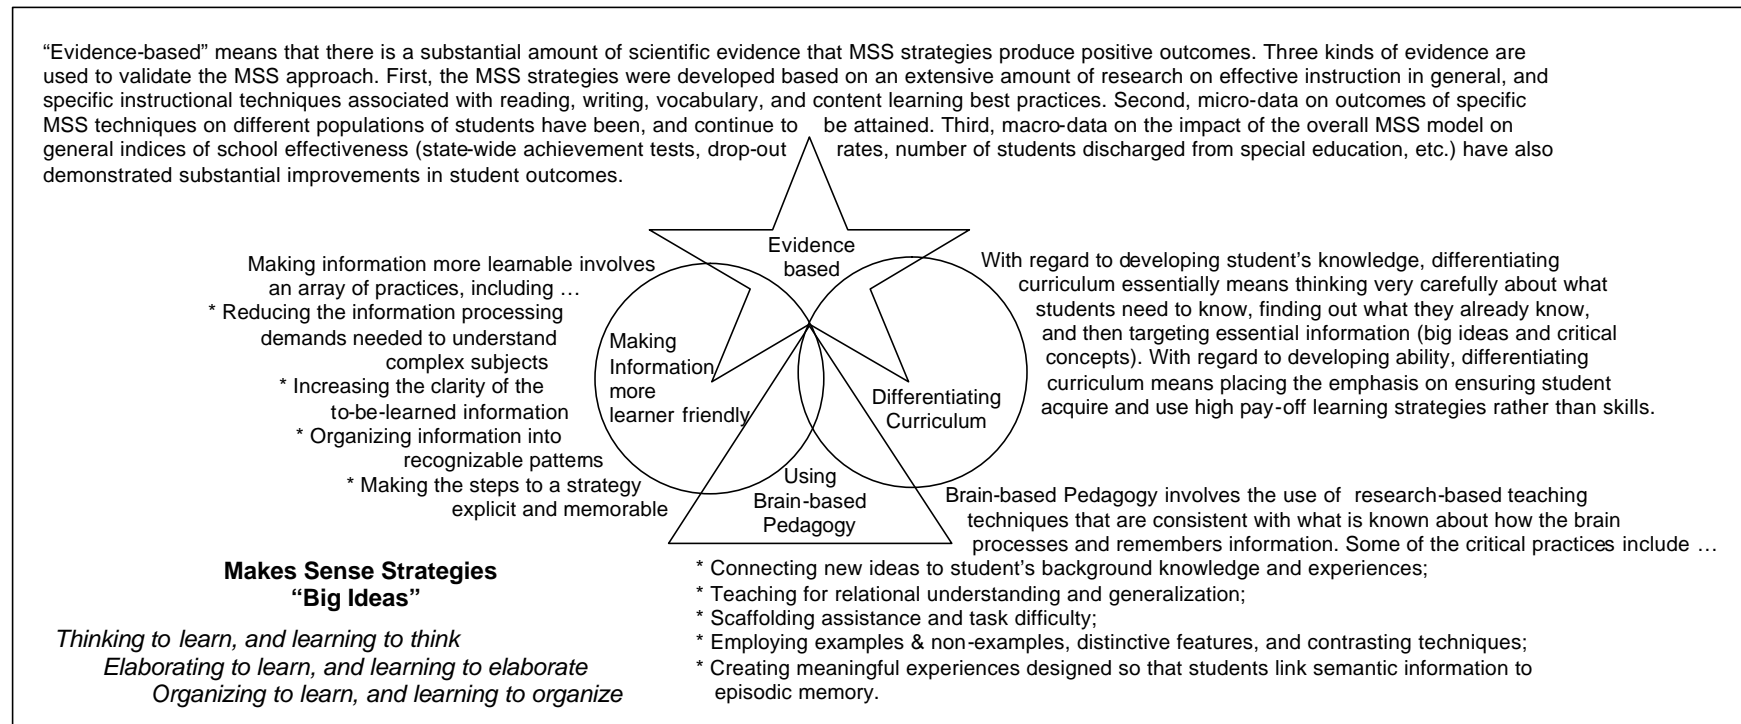 “Evidence-based” means that there is a substantial amount of scientific evidence that MSS strategies produce positive outcomes. Three kinds of evidence are
used to validate the MSS approach. First, the MSS strategies were developed based on an extensive amount of research on effective instruction in general, and
specific instructional techniques associated with reading, writing, vocabulary, and content learning best practices. Second, micro-data on outcomes of specific
MSS techniques on different populations of students have been, and continue to be attained. Third, macro-data on the impact of the overall MSS model on
general indices of school effectiveness (state-wide achievement tests, drop-out rates, number of students discharged from special education, etc.) have also
demonstrated substantial improvements in student outcomes.
Evidence
based
Making information more learnable involves
an array of practices, including …
* Reducing the information processing
demands needed to understand
complex subjects
* Increasing the clarity of the
to-be-learned information
* Organizing information into
recognizable patterns
* Making the steps to a strategy
explicit and memorable
Making
Information
more
learner friendly
Differentiating
Curriculum
With regard to developing student’s knowledge, differentiating
curriculum essentially means thinking very carefully about what
students need to know, finding out what they already know,
and then targeting essential information (big ideas and critical
concepts). With regard to developing ability, differentiating
curriculum means placing the emphasis on ensuring student
acquire and use high pay-off learning strategies rather than skills.
Using
Brain-based
Pedagogy
Brain-based Pedagogy involves the use of research-based teaching
techniques that are consistent with what is known about how the brain
processes and remembers information. Some of the critical practices include …
* Connecting new ideas to student’s background knowledge and experiences;
* Teaching for relational understanding and generalization;
* Scaffolding assistance and task difficulty;
* Employing examples & non-examples, distinctive features, and contrasting techniques;
* Creating meaningful experiences designed so that students link semantic information to
episodic memory.
Makes Sense Strategies
“Big Ideas”
Thinking to learn, and learning to think
Elaborating to learn, and learning to elaborate
Organizing to learn, and learning to organize